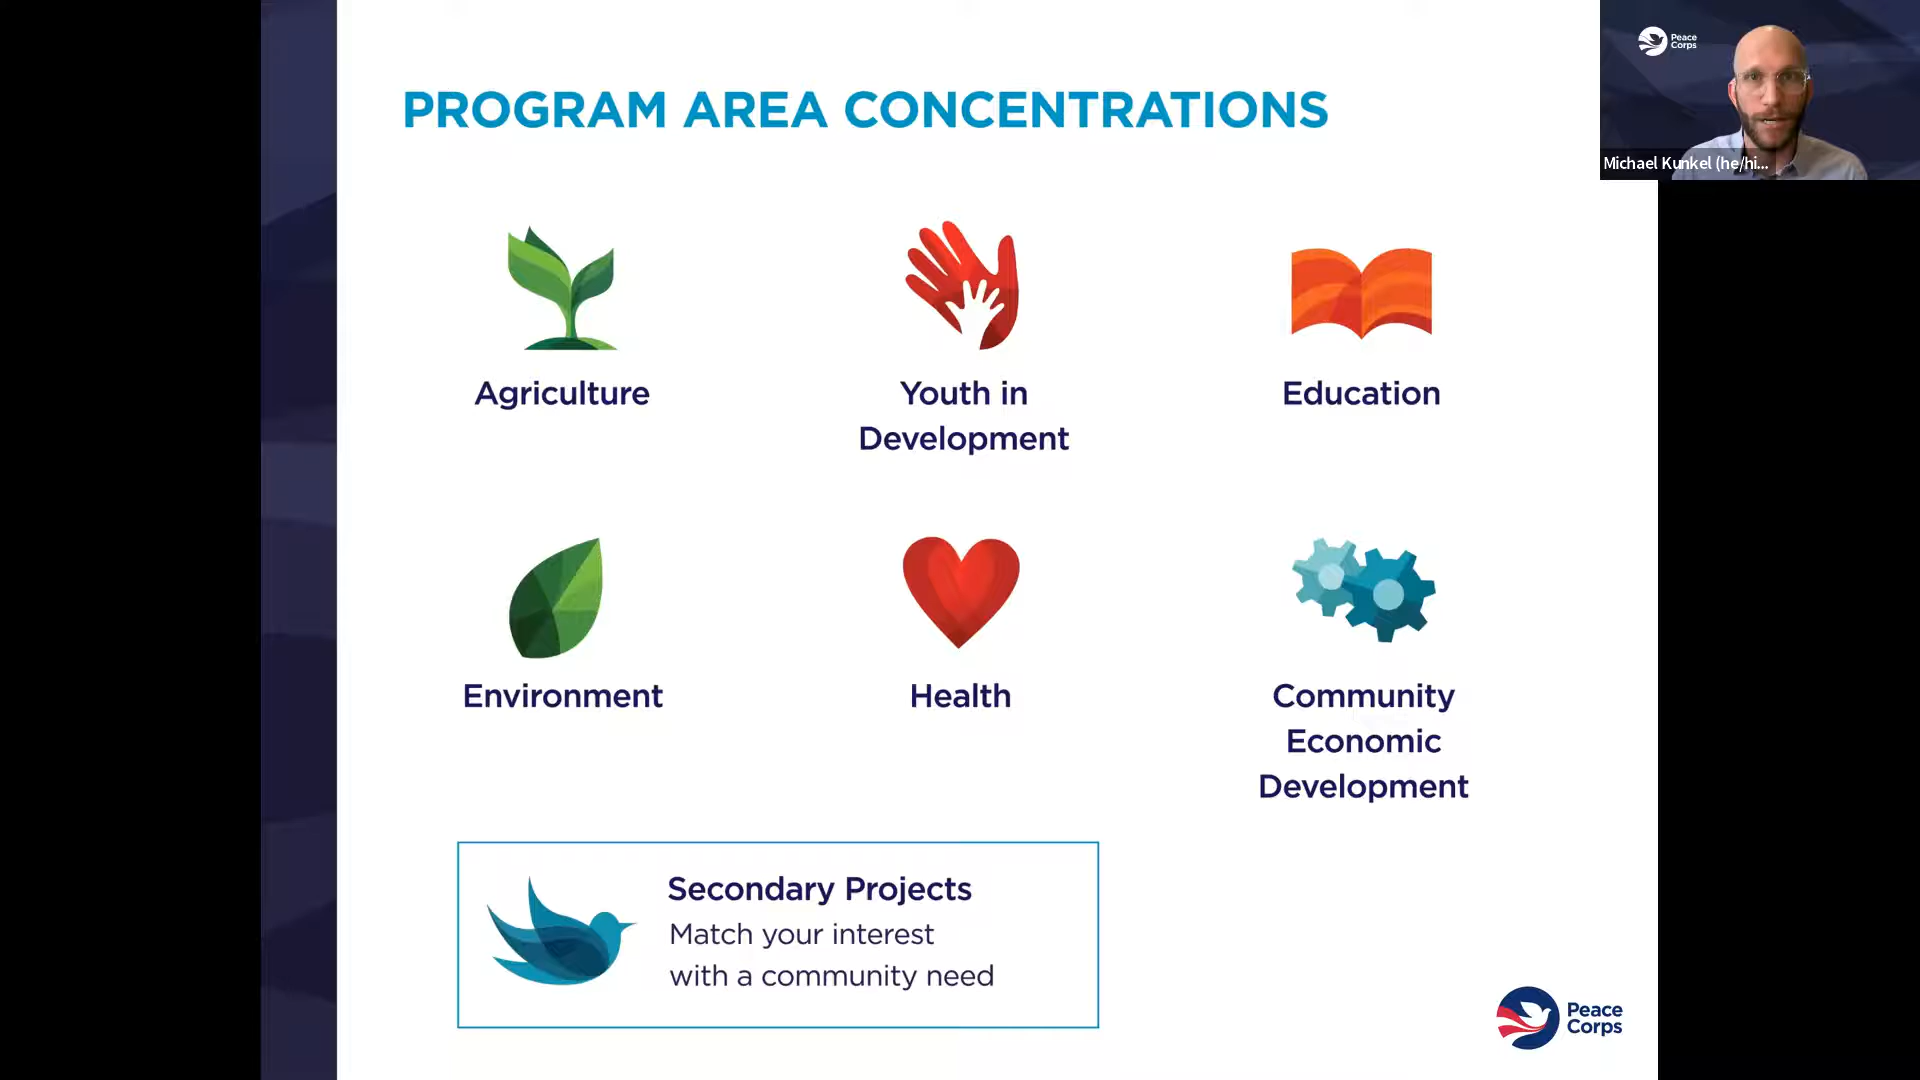 PROGRAM AREA CONCENTRATIONS
Peace
Corps
Michael Kunkel (he/hi...
Agriculture
Youth in
Development
Education
Environment
Health
Community
Economic
Development
Secondary Projects
Match your interest
with a community need
Peace
Corps